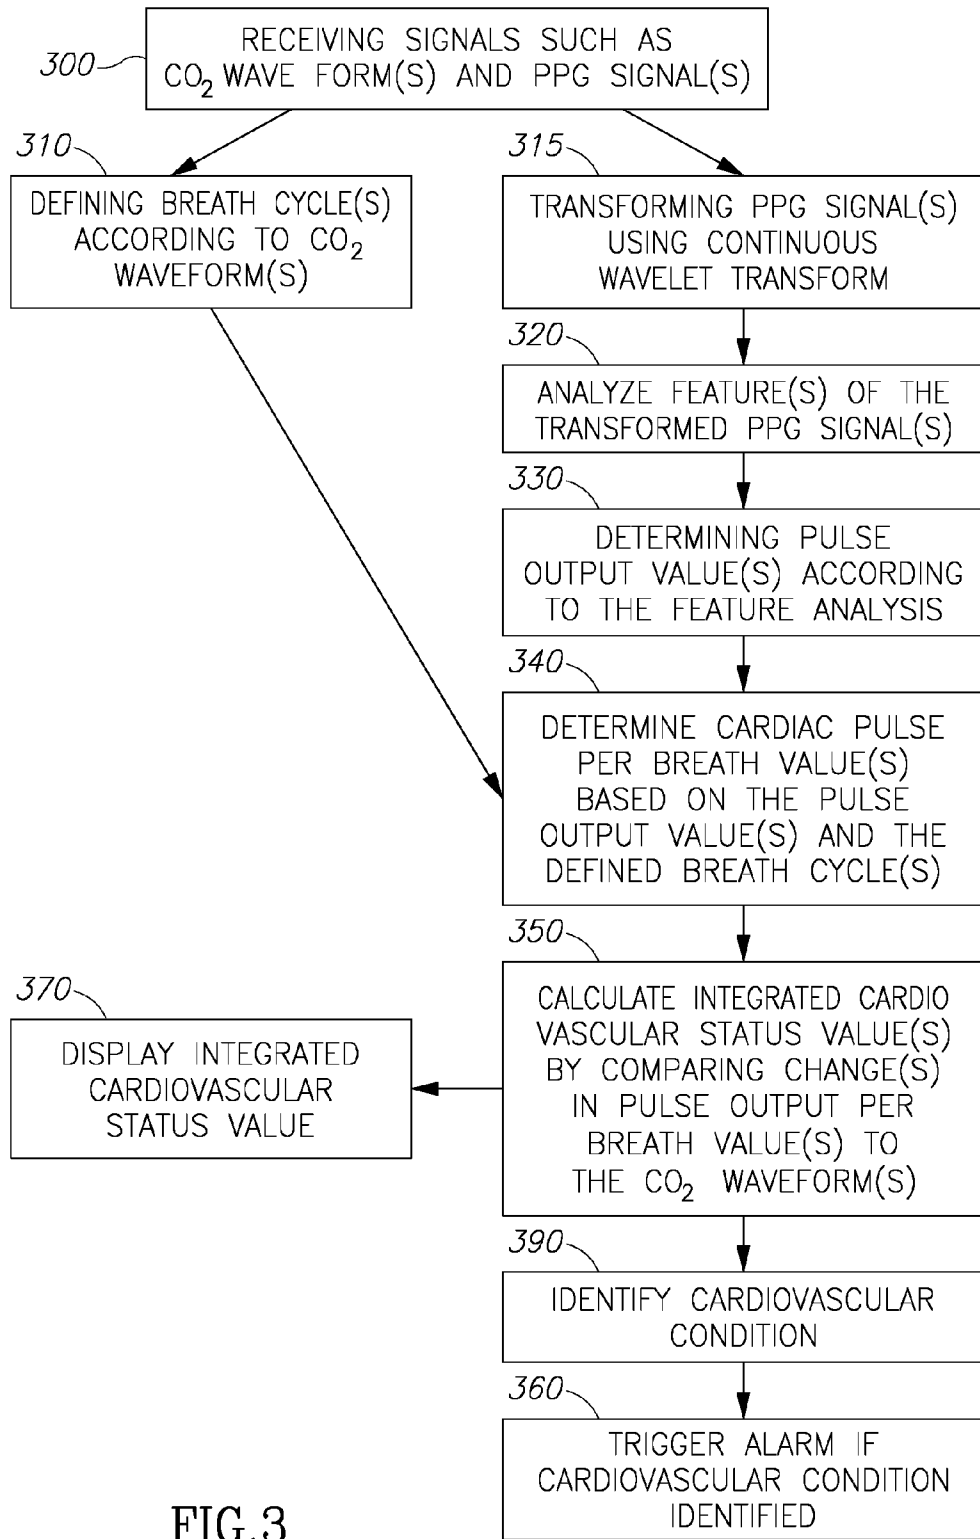 300
RECEIVING SIGNALS SUCH AS
CO₂ WAVE FORM(S) AND PPG SIGNAL(S)
310
DEFINING BREATH CYCLE(S)
ACCORDING TO CO₂
WAVEFORM(S)
315
TRANSFORMING PPG SIGNAL(S)
USING CONTINUOUS
WAVELET TRANSFORM
320
ANALYZE FEATURE(S) OF THE
TRANSFORMED PPG SIGNAL(S)
330
DETERMINING PULSE
OUTPUT VALUE(S) ACCORDING
TO THE FEATURE ANALYSIS
340
DETERMINE CARDIAC PULSE
PER BREATH VALUE(S)
BASED ON THE PULSE
OUTPUT VALUE(S) AND THE
DEFINED BREATH CYCLE(S)
350
CALCULATE INTEGRATED CARDIO
VASCULAR STATUS VALUE(S)
BY COMPARING CHANGE(S)
IN PULSE OUTPUT PER
BREATH VALUE(S) TO
THE CO₂ WAVEFORM(S)
370
DISPLAY INTEGRATED
CARDIOVASCULAR
STATUS VALUE
390
IDENTIFY CARDIOVASCULAR
CONDITION
360
TRIGGER ALARM IF
CARDIOVASCULAR CONDITION
IDENTIFIED
FIG.3